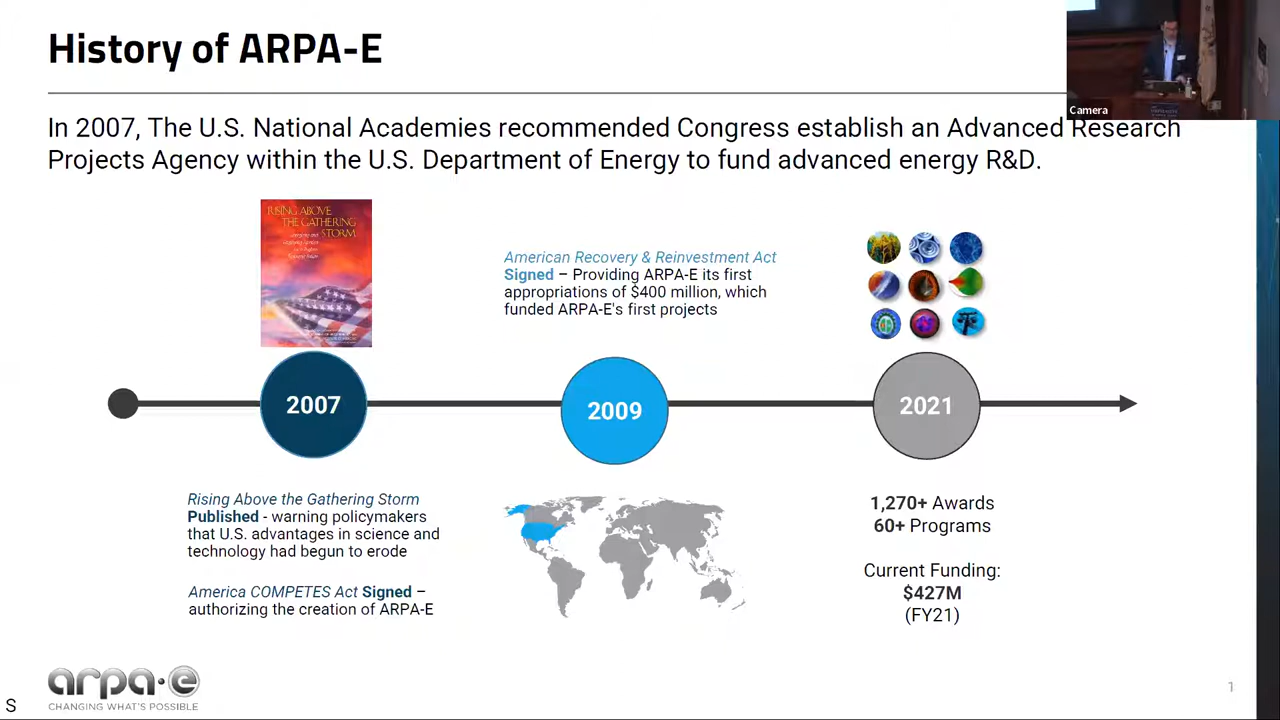 History of ARPA-E
Camera
In 2007, The U.S. National Academies recommended Congress establish an Advanced Research
Projects Agency within the U.S. Department of Energy to fund advanced energy R&D.
RISING ABOVE
THE GATHERING
STORM
American Recovery & Reinvestment Act
Signed – Providing ARPA-E its first
appropriations of $400 million, which
funded ARPA-E's first projects
2007
2009
2021
Rising Above the Gathering Storm
Published - warning policymakers
that U.S. advantages in science and
technology had begun to erode
America COMPETES Act Signed –
authorizing the creation of ARPA-E
1,270+ Awards
60+ Programs
Current Funding:
$427M
(FY21)
arpa·e
CHANGING WHAT'S POSSIBLE
1
S